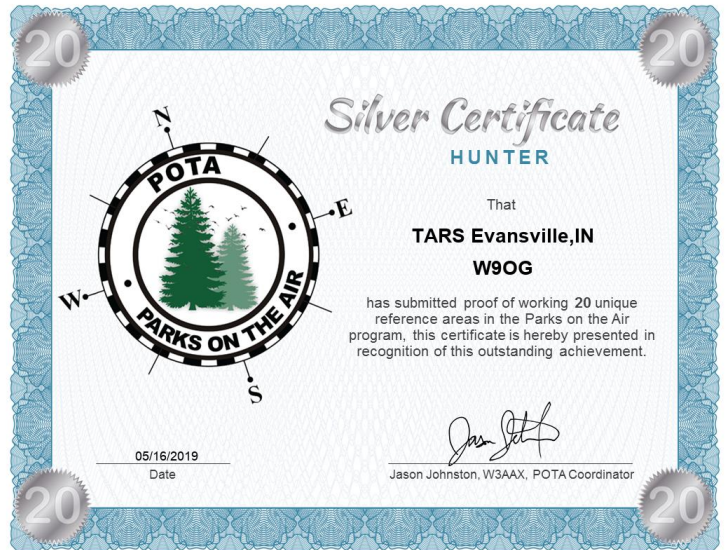 20
20
Silver Certificate
HUNTER
N
POTA
E
W
PARKS ON THE AIR
S
That
TARS Evansville,IN
W9OG
has submitted proof of working 20 unique
reference areas in the Parks on the Air
program, this certificate is hereby presented in
recognition of this outstanding achievement.
05/16/2019
Date
Jason Johnston, W3AAX, POTA Coordinator
20
20